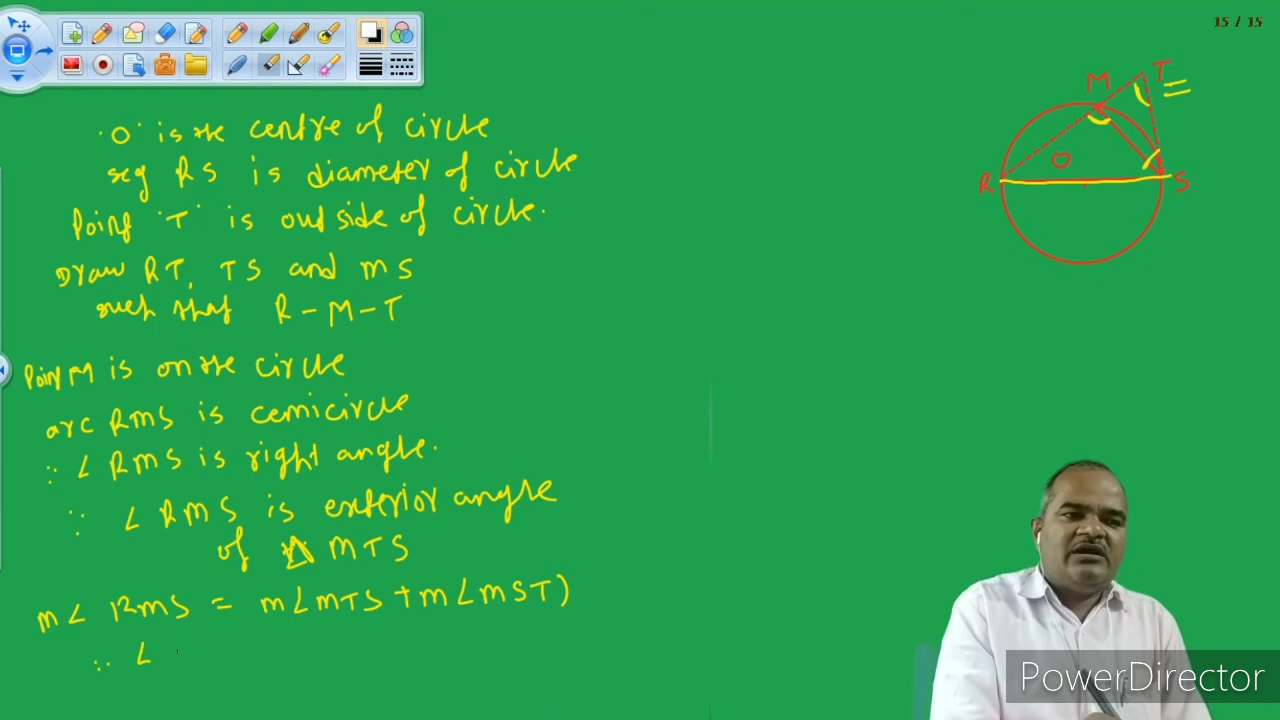 15 / 15
'O' is the centre of circle
seg RS is diameter of circle
Point 'T' is outside of circle.
Draw RT, TS and MS
such that R - M - T
Point M is on the circle
arc RMS is cemicircle
∵ ∠ RMS is right angle.
∵ ∠ RMS is exterior angle
of Δ MTS
m∠ RMS = m∠MTS + m∠MST)
∴ ∠
M T
O
R S
PowerDirector